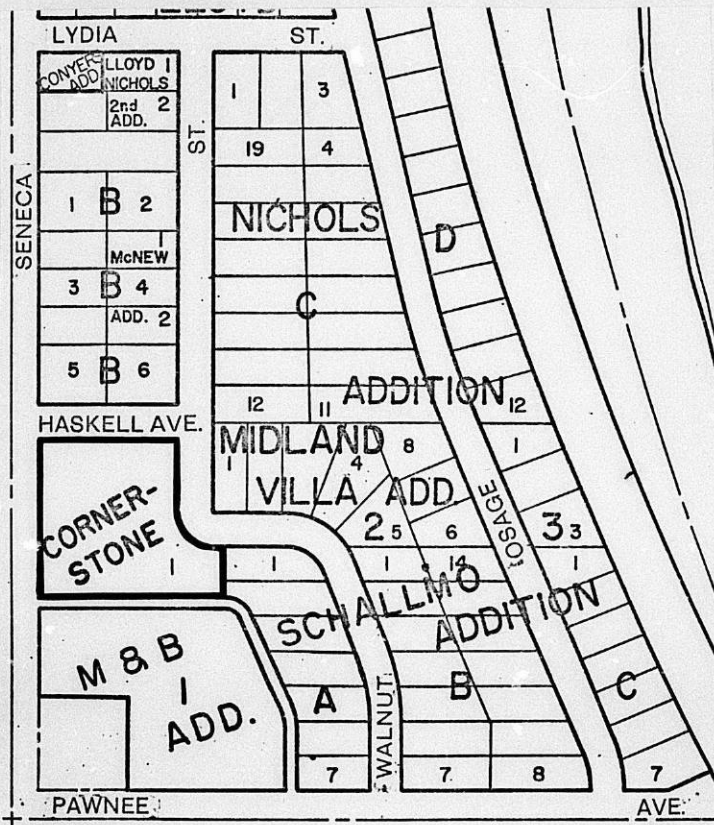 LYDIA ST.
CONYERS ADD.
LLOYD 1
NICHOLS
2nd 2
ADD.
ST.
SENECA
1 3
19 4
1 B 2
NICHOLS
1
McNEW
3 B 4
ADD. 2
5 B 6
C
D
ADDITION
12 11 12
HASKELL AVE.
MIDLAND
1 4 8 1
VILLA ADD
CORNER-
STONE
1
2 5 6
OSAGE
3 3
1 1 14 1
SCHALLMO
ADDITION
M & B
1
ADD.
A
WALNUT
B
C
7 7 8 7
PAWNEE AVE.